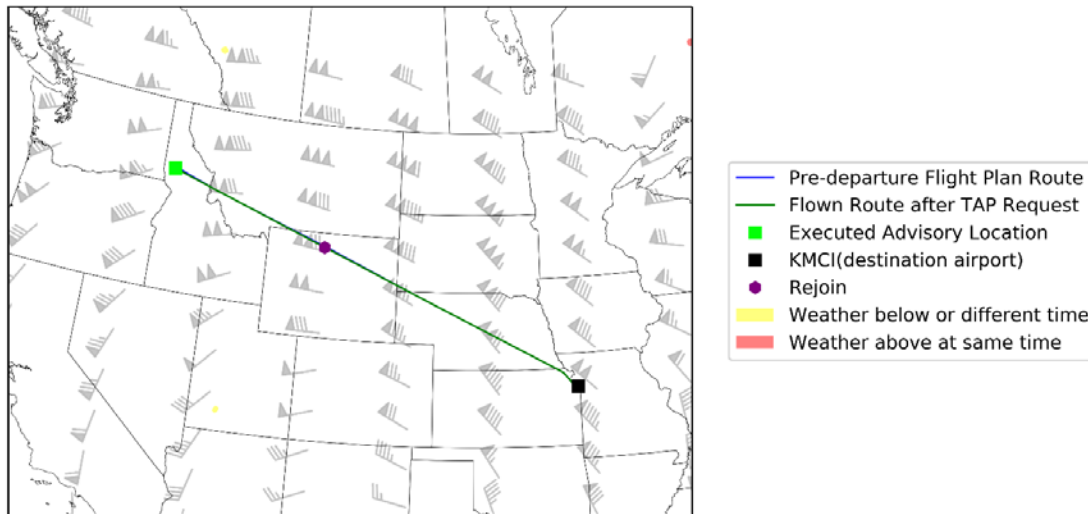 Pre-departure Flight Plan Route
Flown Route after TAP Request
Executed Advisory Location
KMCI(destination airport)
Rejoin
Weather below or different time
Weather above at same time